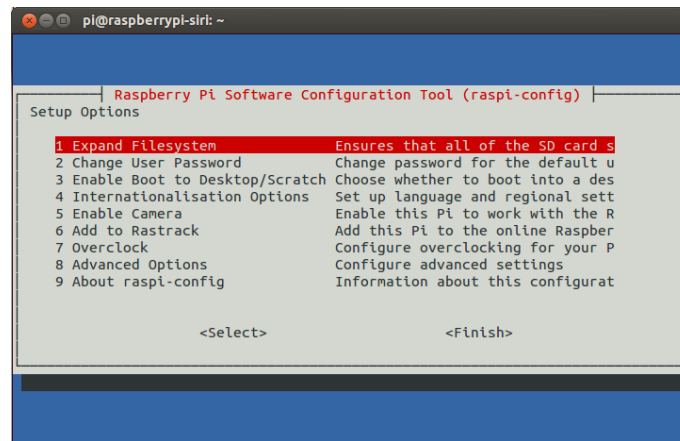 pi@raspberrypi-siri: ~
Raspberry Pi Software Configuration Tool (raspi-config)
Setup Options
1 Expand Filesystem Ensures that all of the SD card s
2 Change User Password Change password for the default u
3 Enable Boot to Desktop/Scratch Choose whether to boot into a des
4 Internationalisation Options Set up language and regional sett
5 Enable Camera Enable this Pi to work with the R
6 Add to Rastrack Add this Pi to the online Raspber
7 Overclock Configure overclocking for your P
8 Advanced Options Configure advanced settings
9 About raspi-config Information about this configurat
<Select> <Finish>